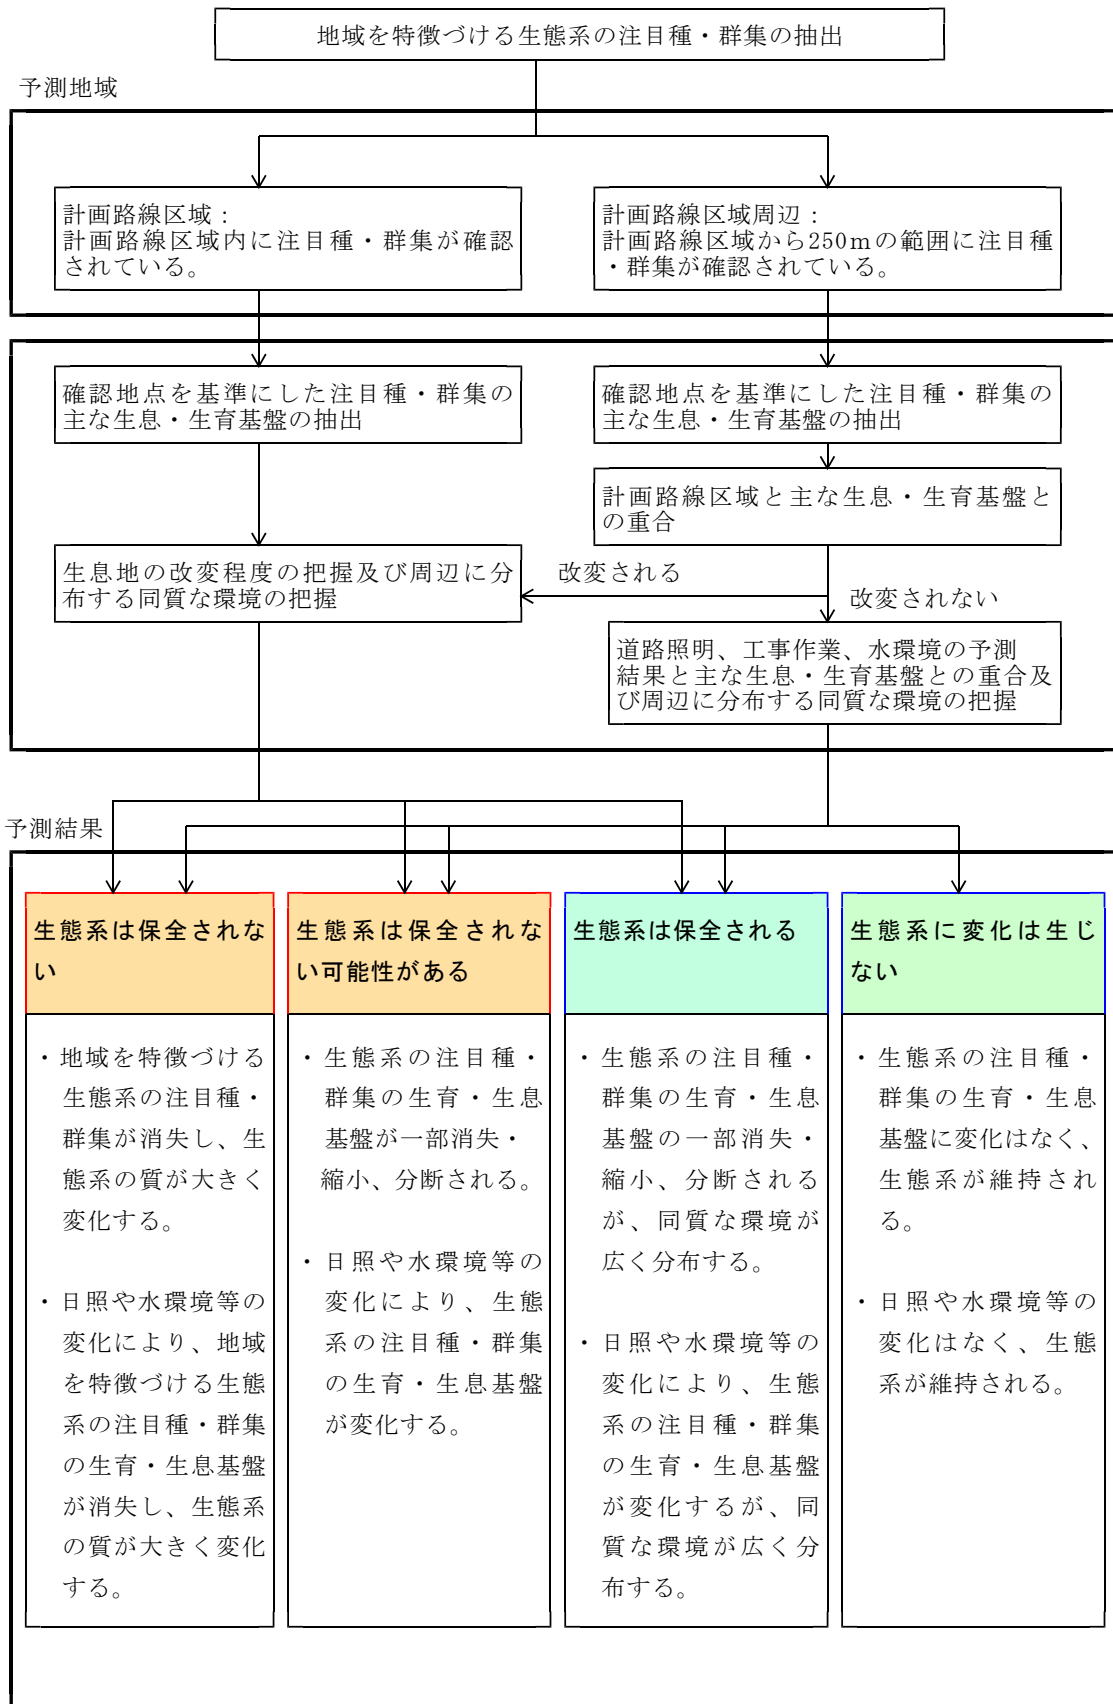 地域を特徴づける生態系の注目種・群集の抽出
予測地域
計画路線区域：
計画路線区域内に注目種・群集が確認
されている。
計画路線区域周辺：
計画路線区域から250mの範囲に注目種
・群集が確認されている。
確認地点を基準にした注目種・群集の
主な生息・生育基盤の抽出
確認地点を基準にした注目種・群集の
主な生息・生育基盤の抽出
計画路線区域と主な生息・生育基盤と
の重合
生息地の改変程度の把握及び周辺に分
布する同質な環境の把握
改変される
改変されない
道路照明、工事作業、水環境の予測
結果と主な生息・生育基盤との重合及
び周辺に分布する同質な環境の把握
予測結果
生態系は保全されな
い
・地域を特徴づける
生態系の注目種・
群集が消失し、生
態系の質が大きく
変化する。
・日照や水環境等の
変化により、地域
を特徴づける生態
系の注目種・群集
の生育・生息基盤
が消失し、生態系
の質が大きく変化
する。
生態系は保全されな
い可能性がある
・生態系の注目種・
群集の生育・生息
基盤が一部消失・
縮小、分断される。
・日照や水環境等の
変化により、生態
系の注目種・群集
の生育・生息基盤
が変化する。
生態系は保全される
・生態系の注目種・
群集の生育・生息
基盤の一部消失・
縮小、分断される
が、同質な環境が
広く分布する。
・日照や水環境等の
変化により、生態
系の注目種・群集
の生育・生息基盤
が変化するが、同
質な環境が広く分
布する。
生態系に変化は生じ
ない
・生態系の注目種・
群集の生育・生息
基盤に変化はなく、
生態系が維持され
る。
・日照や水環境等の
変化はなく、生態
系が維持される。